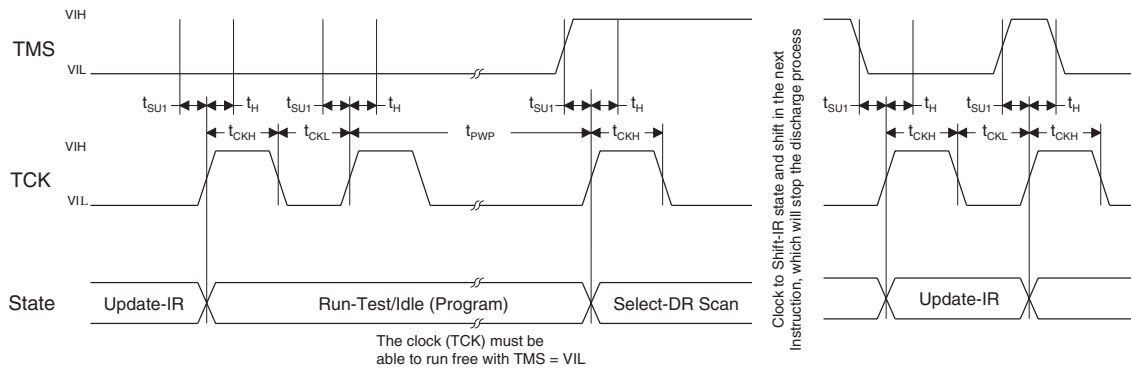 VIH
TMS
VIL
tSU1 tH tSU1 tH tSU1 tH tSU1 tH tSU1 tH
tCKH tCKL tPWP tCKH tCKH tCKL tCKH
VIH
TCK
VIL
State
Update-IR Run-Test/Idle (Program) Select-DR Scan Update-IR
The clock (TCK) must be
able to run free with TMS = VIL
Clock to Shift-IR state and shift in the next
Instruction, which will stop the discharge process